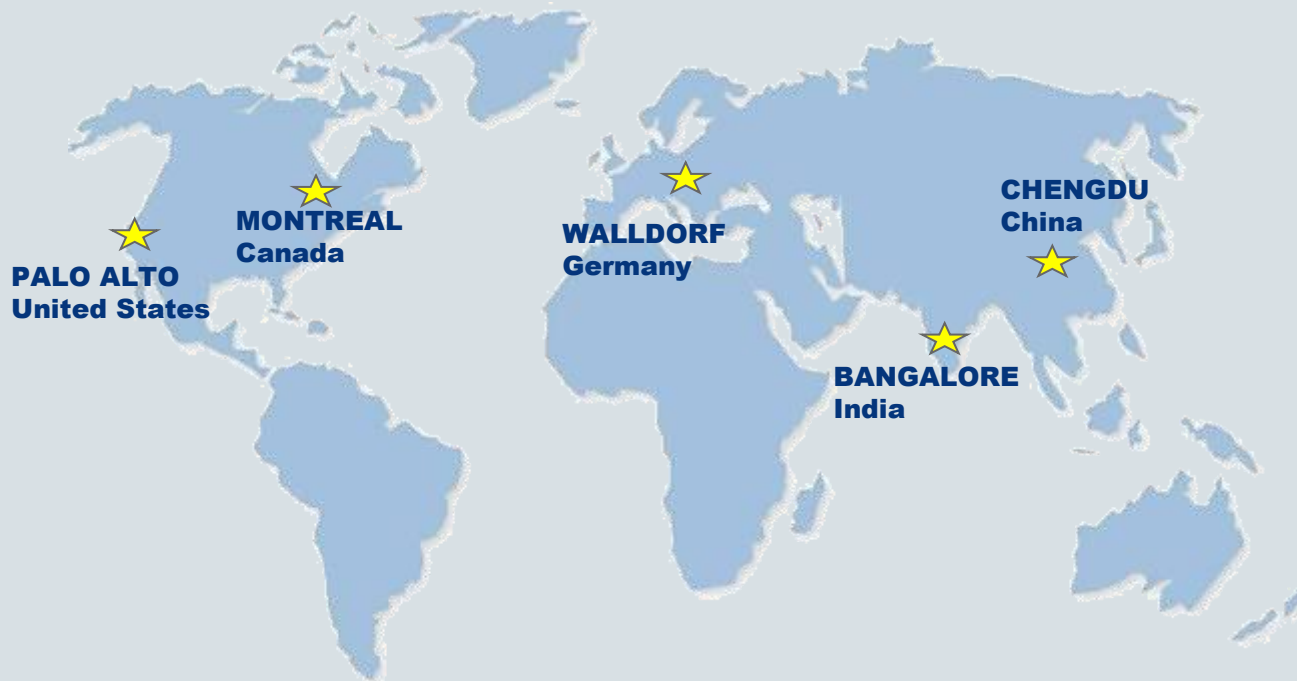 CHENGDU
China
MONTREAL
Canada
WALLDORF
Germany
PALO ALTO
United States
BANGALORE
India